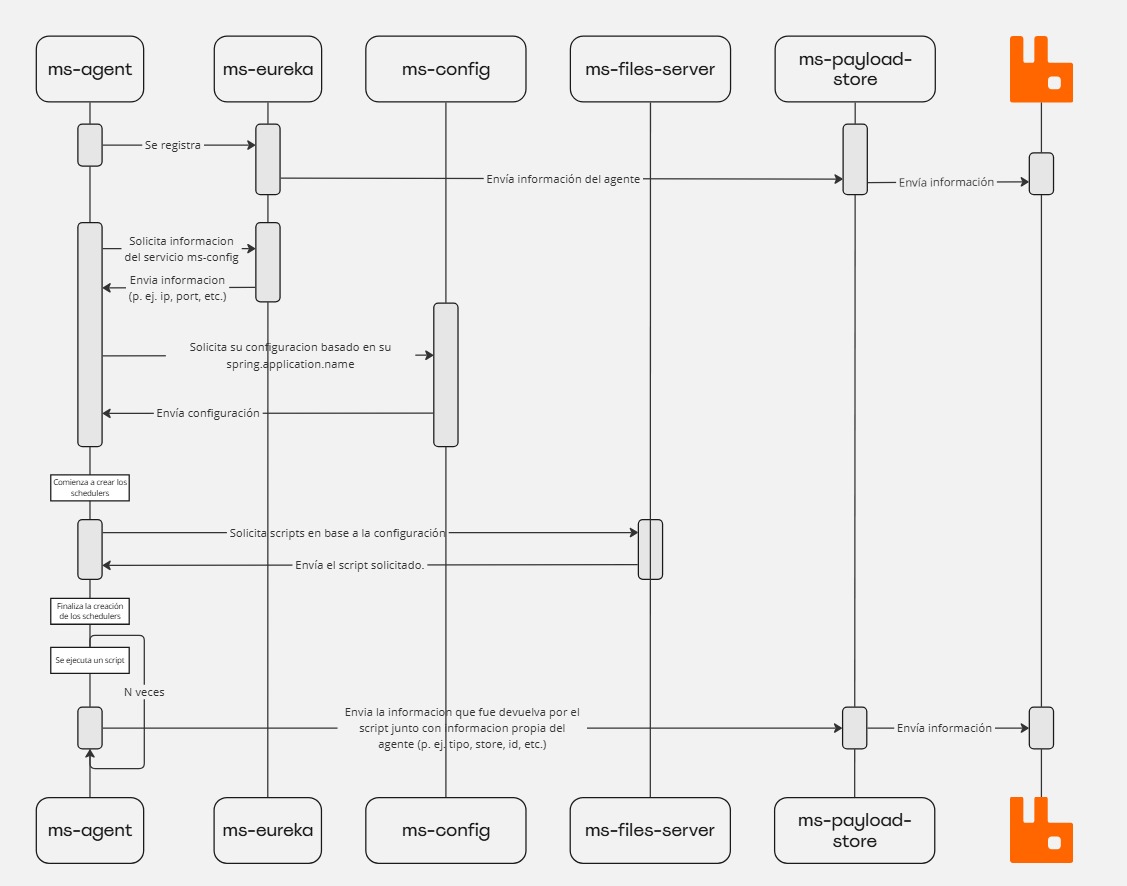 ms-agent
ms-eureka
ms-config
ms-files-server
ms-payload-
store
Se registra
Envía información del agente
Envía información
Solicita informacion
del servicio ms-config
Envia informacion
(p. ej. ip, port, etc.)
Solicita su configuracion basado en su
spring.application.name
Envía configuración
Comienza a crear los
schedulers
Solicita scripts en base a la configuración
Envía el script solicitado.
Finaliza la creación
de los schedulers
Se ejecuta un script
N veces
Envia la informacion que fue devuelva por el
script junto con informacion propia del
agente (p. ej. tipo, store, id, etc.)
Envía información
ms-agent
ms-eureka
ms-config
ms-files-server
ms-payload-
store